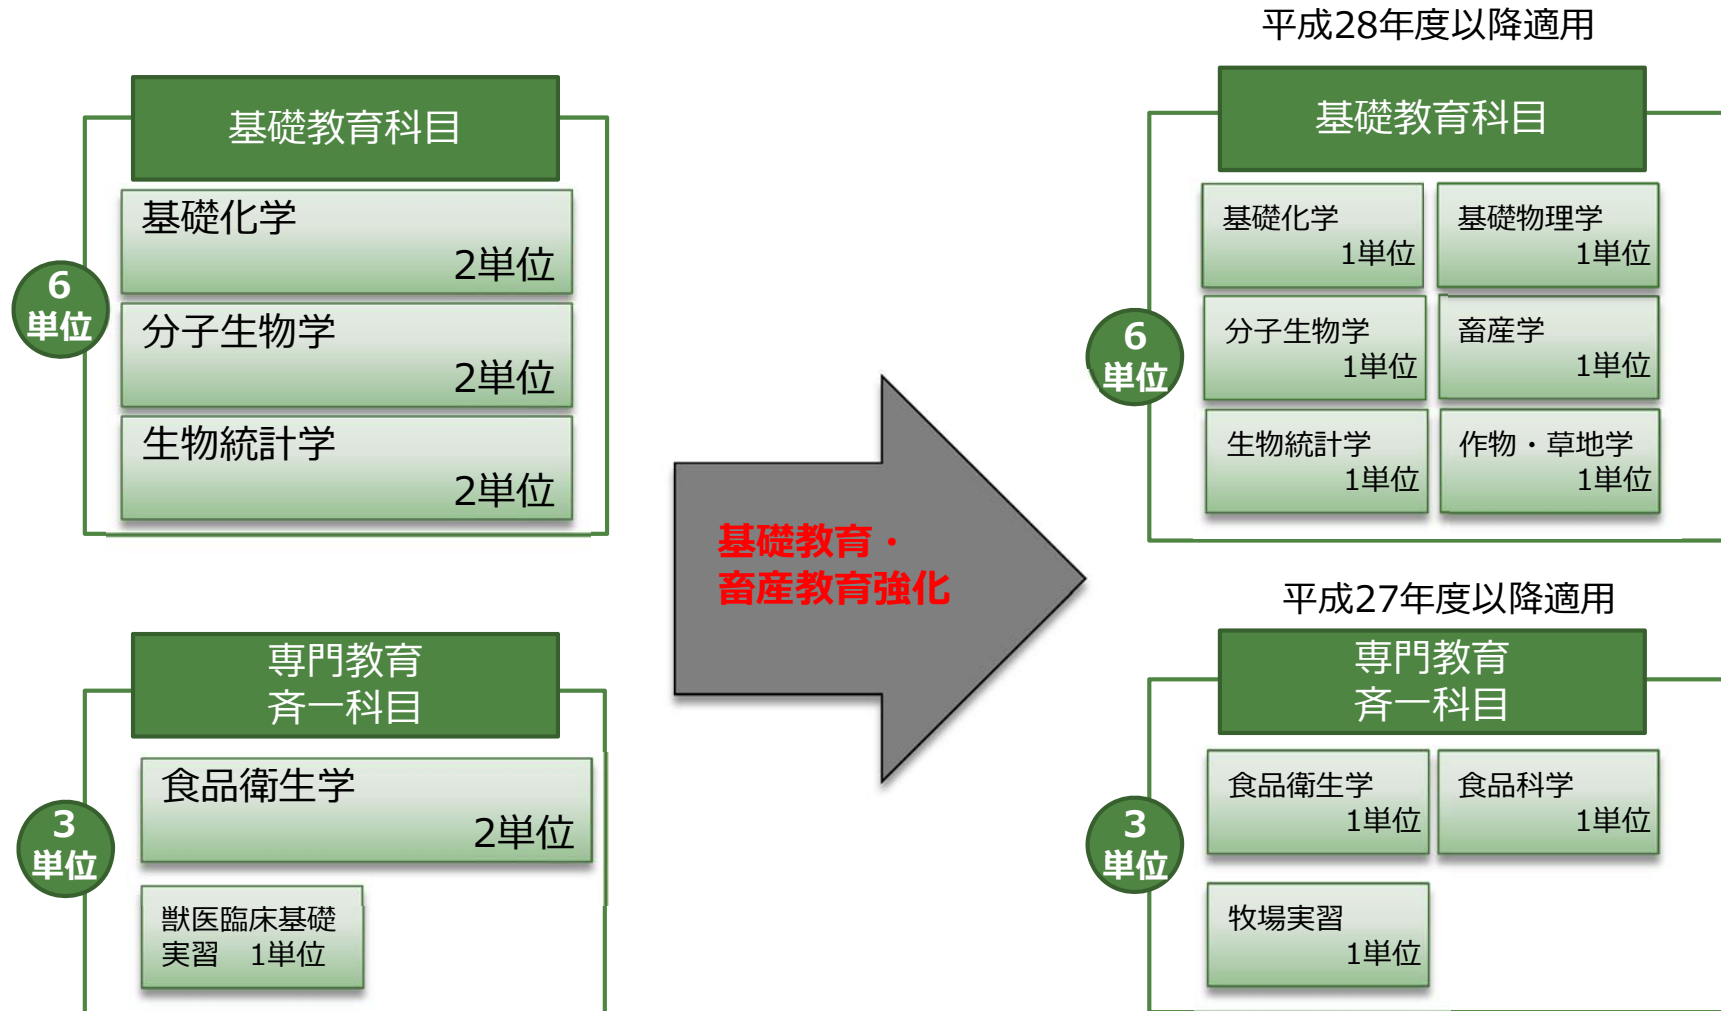 基礎教育科目
基礎化学
2単位
分子生物学
2単位
生物統計学
2単位
6
単位
専門教育
斉一科目
食品衛生学
2単位
獣医臨床基礎
実習　1単位
3
単位
基礎教育・
畜産教育強化
平成28年度以降適用
基礎教育科目
基礎化学
1単位
基礎物理学
1単位
分子生物学
1単位
畜産学
1単位
生物統計学
1単位
作物・草地学
1単位
6
単位
平成27年度以降適用
専門教育
斉一科目
食品衛生学
1単位
食品科学
1単位
牧場実習
1単位
3
単位